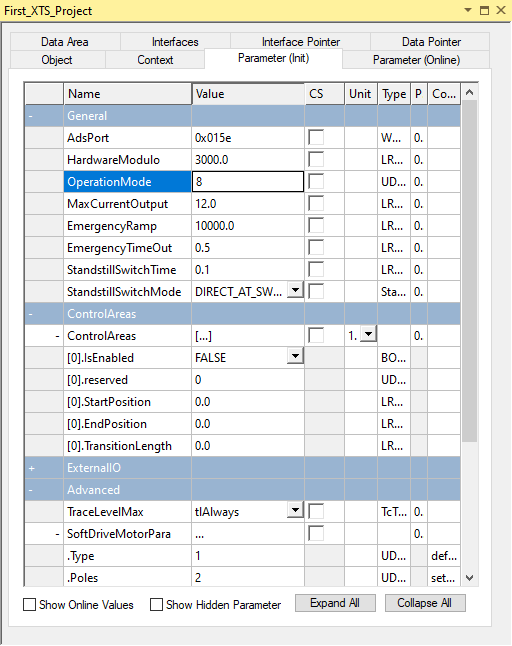 First_XTS_Project
Data Area Interfaces Interface Pointer Data Pointer
Object Context Parameter (Init) Parameter (Online)
Name Value CS Unit Type P Co...
- General
AdsPort 0x015e W... 0.
HardwareModulo 3000.0 LR... 0.
OperationMode 8 UD... 0.
MaxCurrentOutput 12.0 LR... 0.
EmergencyRamp 10000.0 LR... 0.
EmergencyTimeOut 0.5 LR... 0.
StandstillSwitchTime 0.1 LR... 0.
StandstillSwitchMode DIRECT_AT_SW... Sta... 0.
- ControlAreas
- ControlAreas [...] 1. 0.
[0].IsEnabled FALSE BO...
[0].reserved 0 UD...
[0].StartPosition 0.0 LR...
[0].EndPosition 0.0 LR...
[0].TransitionLength 0.0 LR...
+ ExternalIO
- Advanced
TraceLevelMax tlAlways TcT... 0.
- SoftDriveMotorPara ... 0.
.Type 1 UD... def...
.Poles 2 UD... set...
Show Online Values Show Hidden Parameter Expand All Collapse All